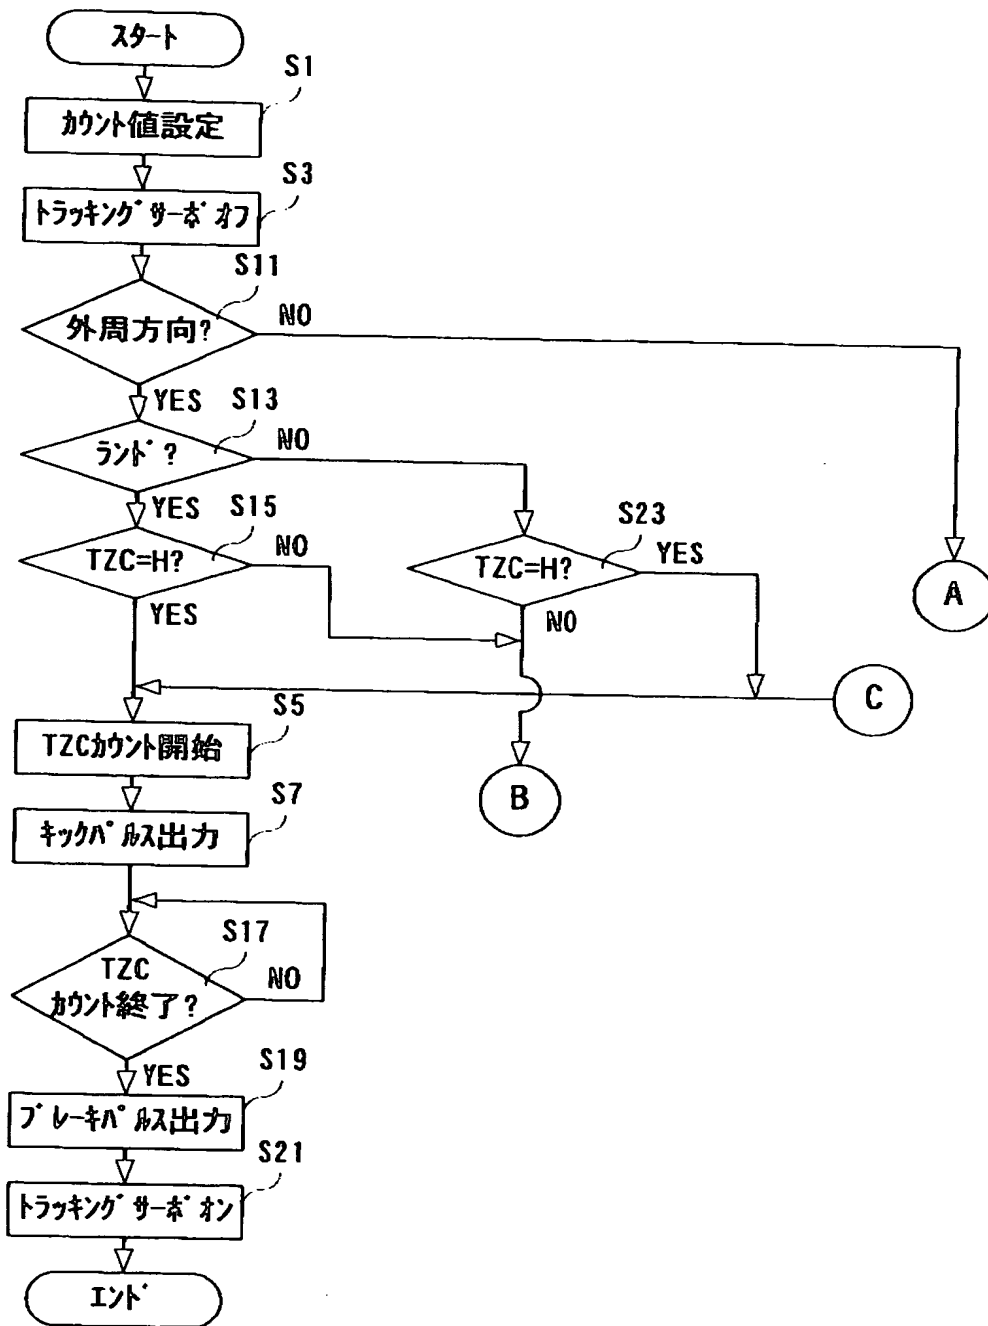 スタート
S1
カウント値設定
S3
トラッキングサーボオフ
S11
外周方向?
NO
YES
S13
ランド?
NO
YES
S15
TZC=H?
NO
YES
S23
TZC=H?
YES
NO
A
C
B
S5
TZCカウント開始
S7
キックパルス出力
S17
TZC
カウント終了?
NO
YES
S19
ブレーキパルス出力
S21
トラッキングサーボオン
エンド